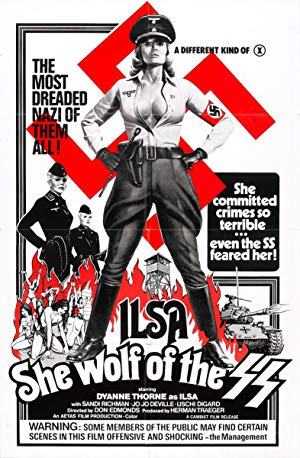 A DIFFERENT KIND OF X
THE
MOST
DREADED
NAZI OF
THEM
ALL!
She
committed
crimes so
terrible
...
even the SS
feared her!
ILSA
She Wolf of the SS
starring
DYANNE THORNE as ILSA
with SANDI RICHMAN · JO JO DEVILLE · USCHI DIGARD
Directed by DON EDMONDS Produced by HERMAN TRAEGER
An AETAS FILM PRODUCTION · Color A CAMBIST FILM RELEASE
WARNING: SOME MEMBERS OF THE PUBLIC MAY FIND CERTAIN
SCENES IN THIS FILM OFFENSIVE AND SHOCKING – the Management